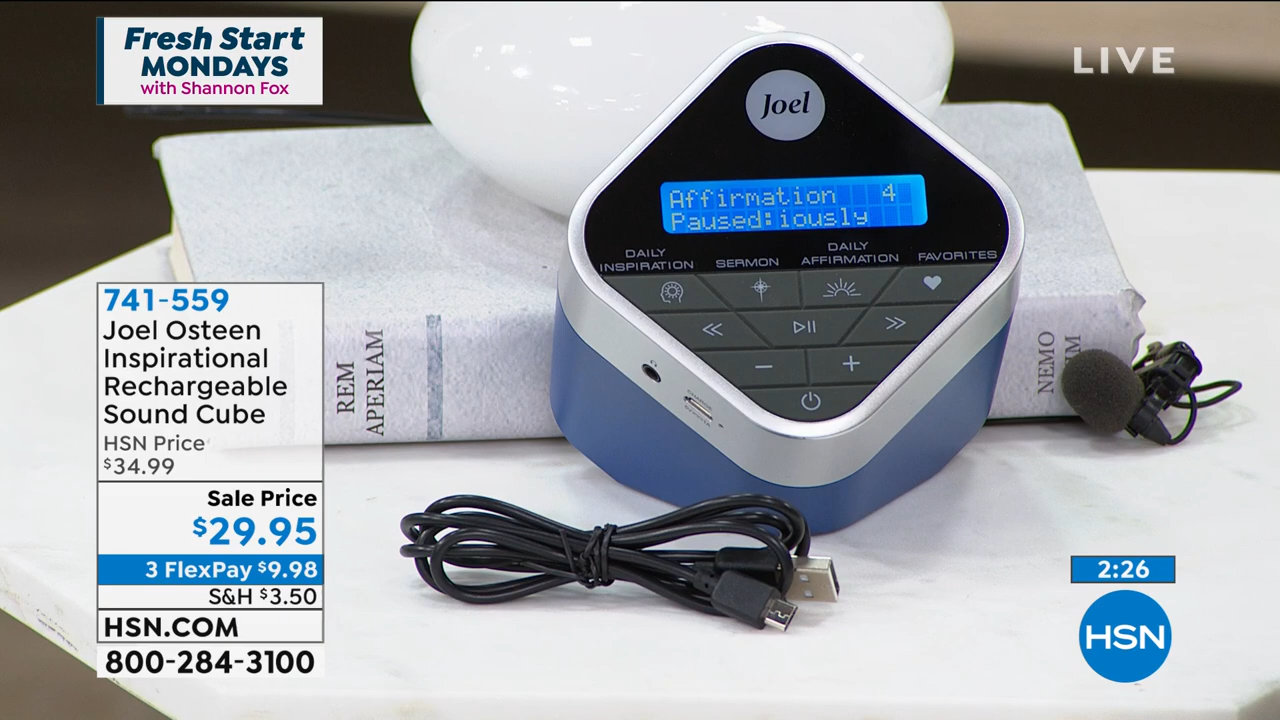 Fresh Start
MONDAYS
with Shannon Fox
LIVE
Joel
Affirmation 4
Paused:iously
DAILY
INSPIRATION
SERMON
DAILY
AFFIRMATION
FAVORITES
REM
APERIAM
NEMO
741-559
Joel Osteen
Inspirational
Rechargeable
Sound Cube
HSN Price
$34.99
Sale Price
$29.95
3 FlexPay $9.98
S&H $3.50
HSN.COM
800-284-3100
2:26
HSN